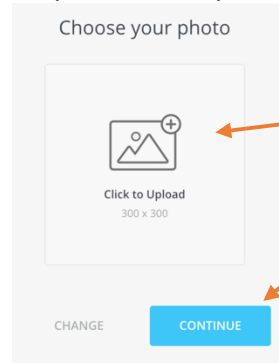 Choose your photo
Click to Upload
300 x 300
CHANGE CONTINUE